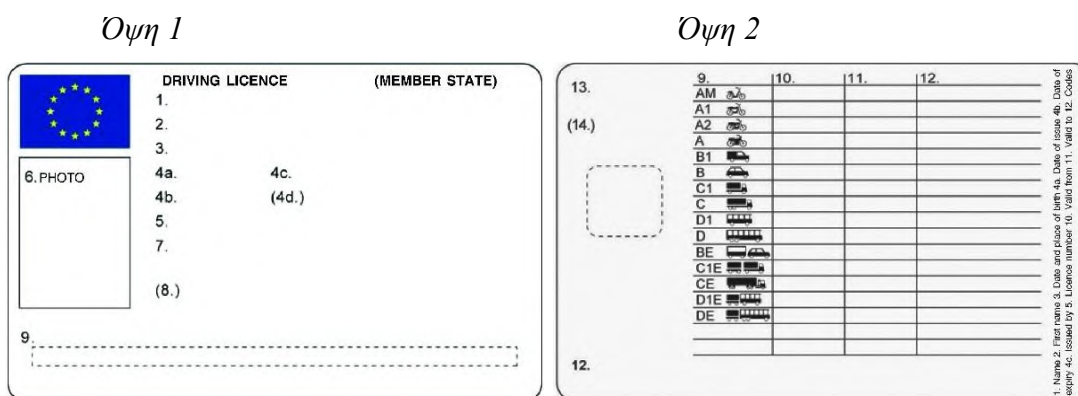 Όψη 1
Όψη 2
DRIVING LICENCE (MEMBER STATE)
1.
2.
3.
4a. 4c.
4b. (4d.)
5.
7.
(8.)
6. PHOTO
9.
13.
(14.)
9. 10. 11. 12.
AM
A1
A2
A
B1
B
C1
C
D1
D
BE
C1E
CE
D1E
DE
12.
1. Name 2. First name 3. Date and place of birth 4a. Date of issue 4b. Date of
expiry 4c. Issued by 5. Licence number 10. Valid from 11. Valid to 12. Codes